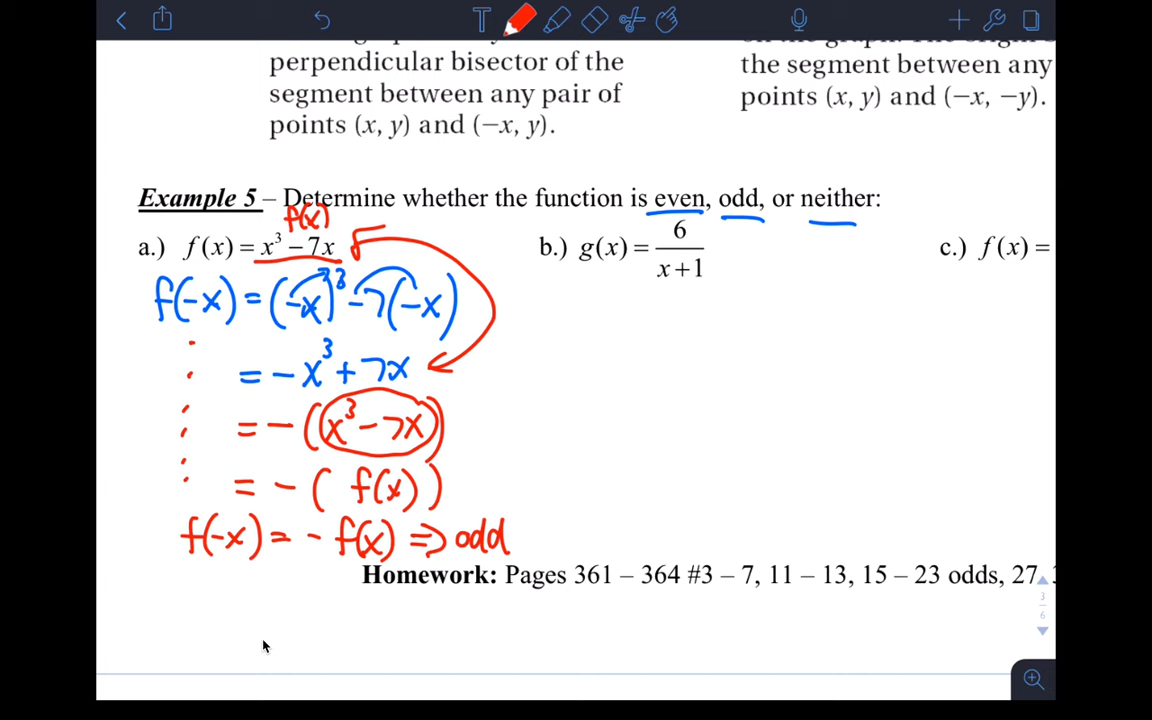 perpendicular bisector of the
segment between any pair of
points (x, y) and (−x, y).
the segment between any
points (x, y) and (−x, −y).
Example 5 – Determine whether the function is even, odd, or neither:
f(x)
a.) f(x) = x³ − 7x
b.) g(x) = 6/(x+1)
c.) f(x) =
f(-x) = (-x)³ - 7(-x)
= -x³ + 7x
= -(x³ - 7x)
= -( f(x) )
f(-x) = - f(x) ⇒ odd
Homework: Pages 361 – 364 #3 – 7, 11 – 13, 15 – 23 odds, 27,
3
6